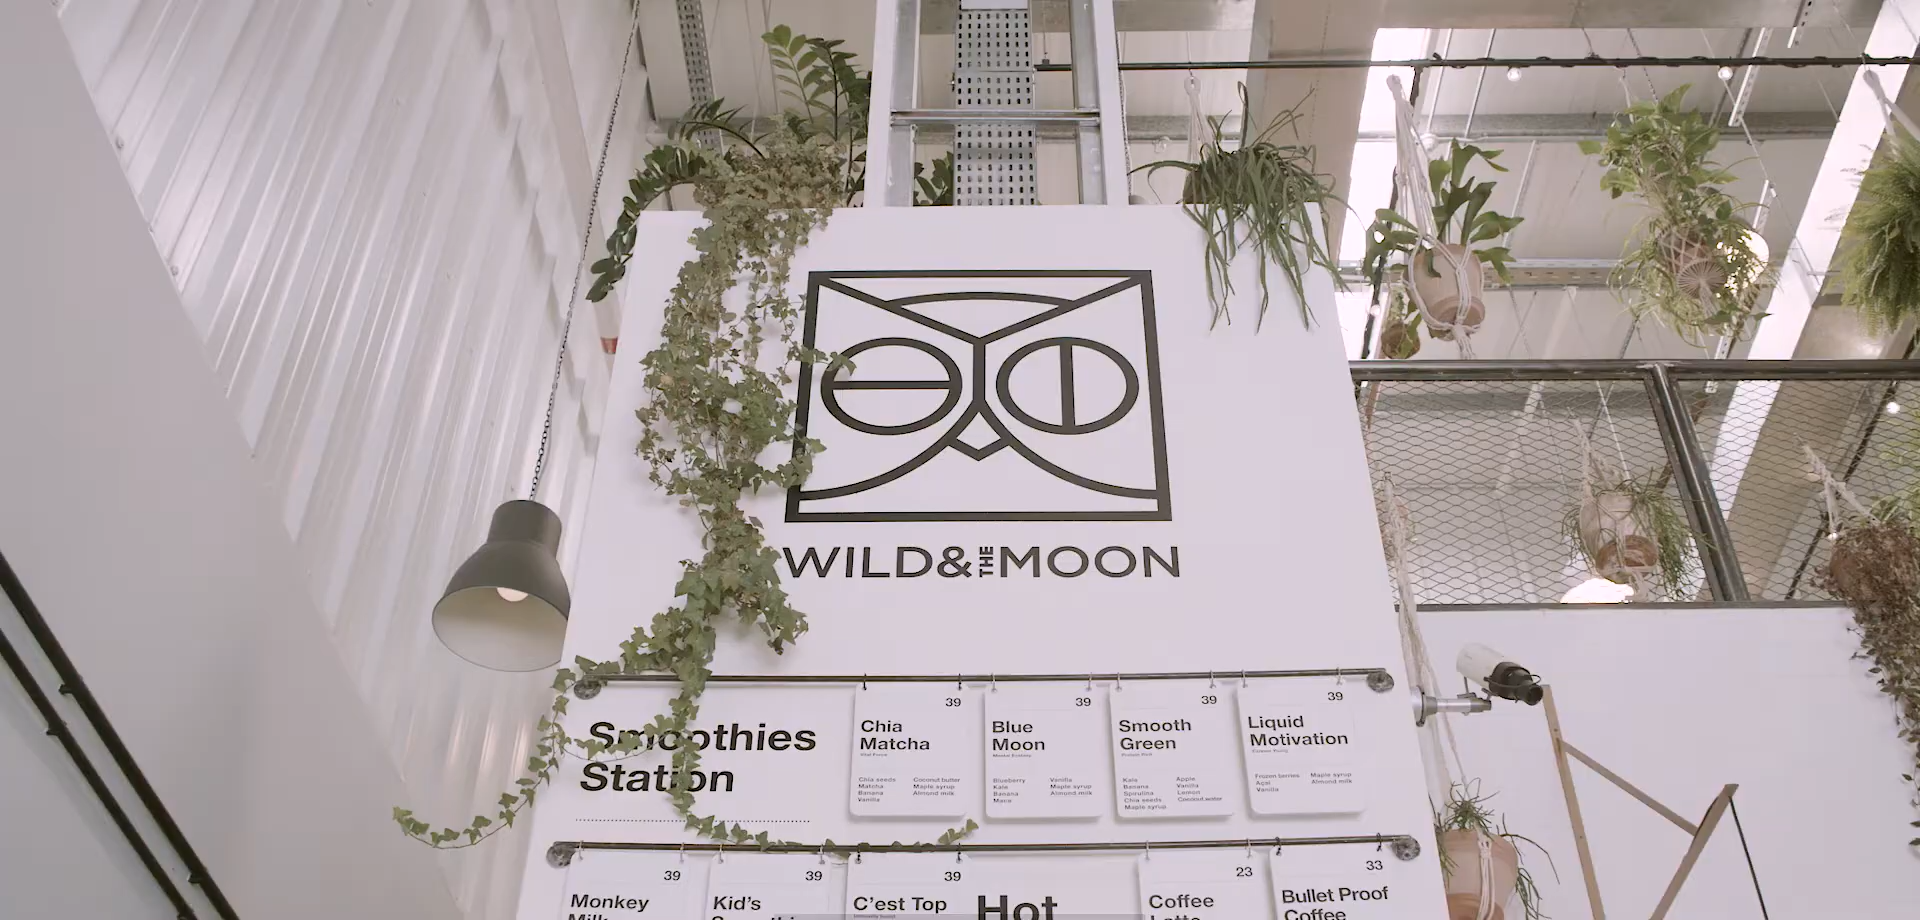 WILD&THEMOON
Smoothies
Station
39
Chia
Matcha
Chia seeds
Matcha
Banana
Vanilla
Coconut butter
Maple syrup
Almond milk
39
Blue
Moon
Blueberry
Kale
Banana
Maca
Vanilla
Maple syrup
Almond milk
39
Smooth
Green
Kale
Banana
Spirulina
Chia seeds
Maple syrup
Apple
Vanilla
Lemon
Coconut water
39
Liquid
Motivation
Frozen berries
Açai
Vanilla
Maple syrup
Almond milk
39
Monkey
39
Kid's
39
C'est Top
Hot
23
Coffee
Latte
33
Bullet Proof
Coffee